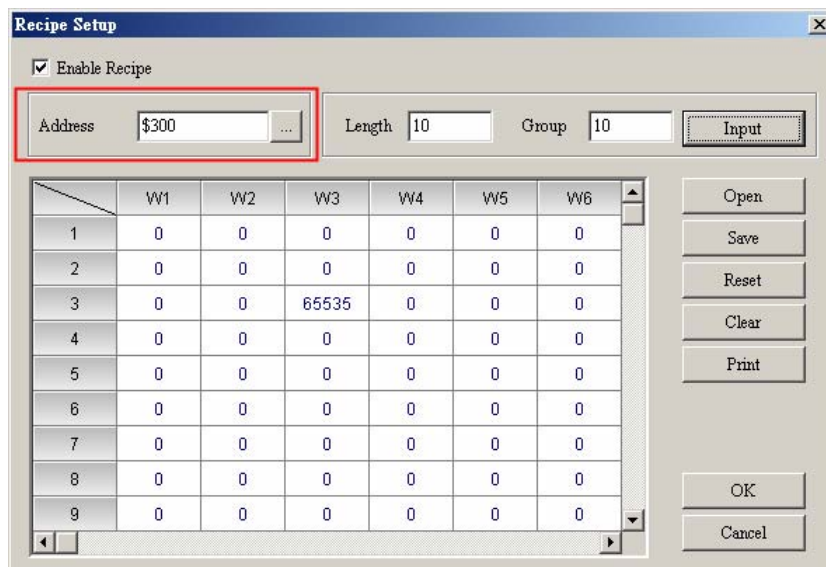 Recipe Setup
Enable Recipe
Address $300 ... Length 10 Group 10 Input
W1 W2 W3 W4 W5 W6
1 0 0 0 0 0 0
2 0 0 0 0 0 0
3 0 0 65535 0 0 0
4 0 0 0 0 0 0
5 0 0 0 0 0 0
6 0 0 0 0 0 0
7 0 0 0 0 0 0
8 0 0 0 0 0 0
9 0 0 0 0 0 0
Open
Save
Reset
Clear
Print
OK
Cancel